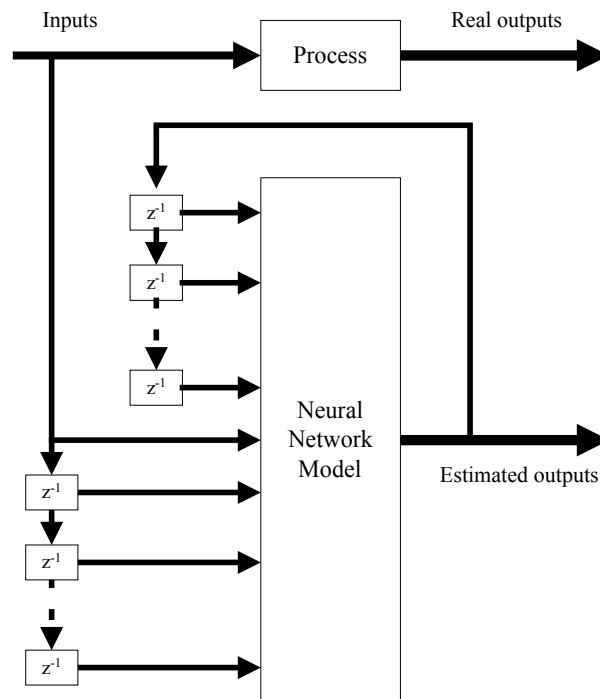 Inputs
Real outputs
Process
z⁻¹
z⁻¹
z⁻¹
Neural
Network
Model
Estimated outputs
z⁻¹
z⁻¹
z⁻¹